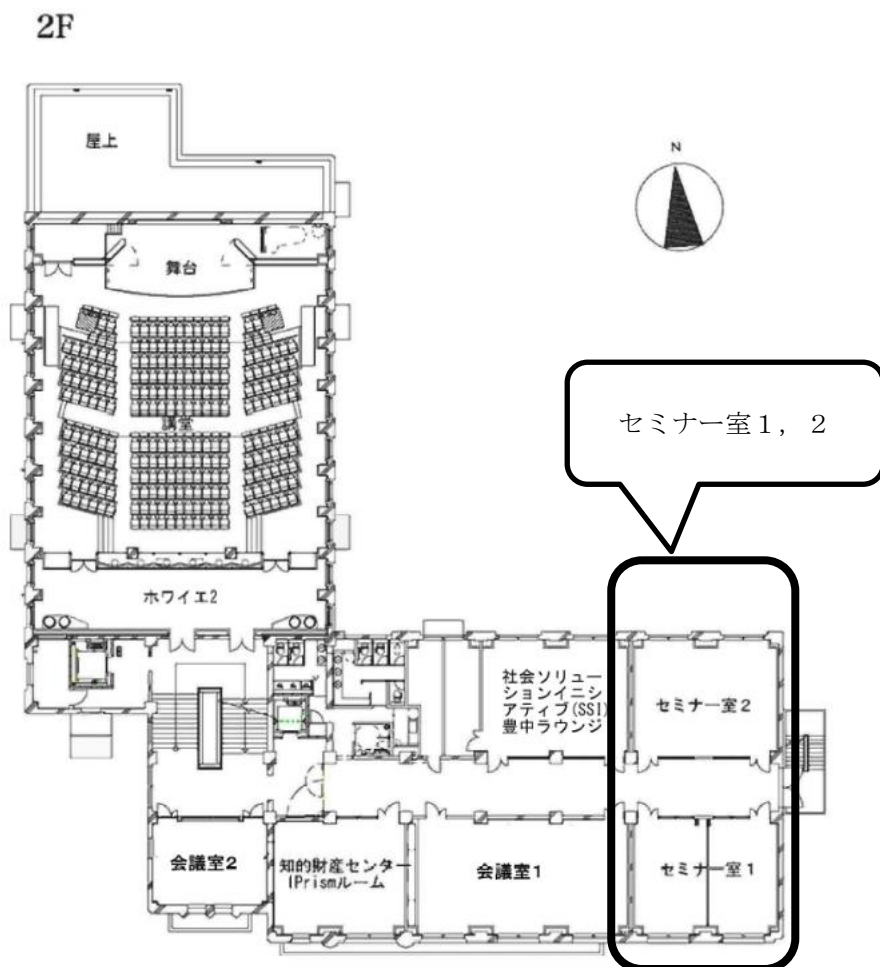 2F
屋上
N
舞台
講堂
セミナー室１，２
ホワイエ2
社会ソリュー
ションイニシ
アティブ(SSI)
豊中ラウンジ
セミナー室2
会議室2
知的財産センター
IPrismルーム
会議室1
セミナー室1